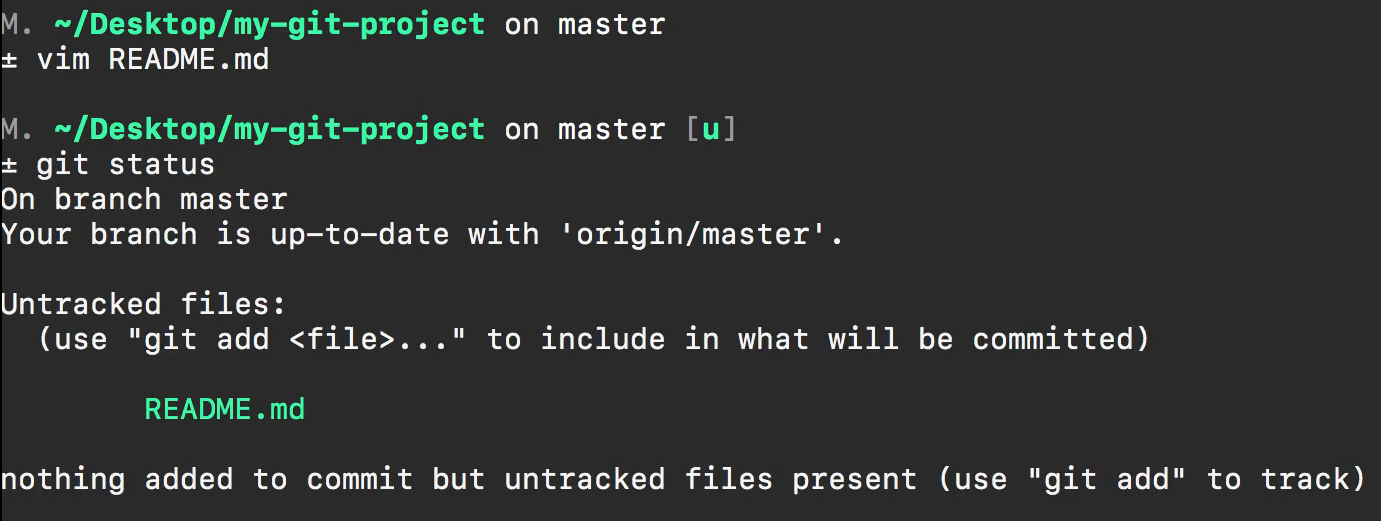 M. ~/Desktop/my-git-project on master
± vim README.md
M. ~/Desktop/my-git-project on master [u]
± git status
On branch master
Your branch is up-to-date with 'origin/master'.
Untracked files:
(use "git add <file>..." to include in what will be committed)
README.md
nothing added to commit but untracked files present (use "git add" to track)